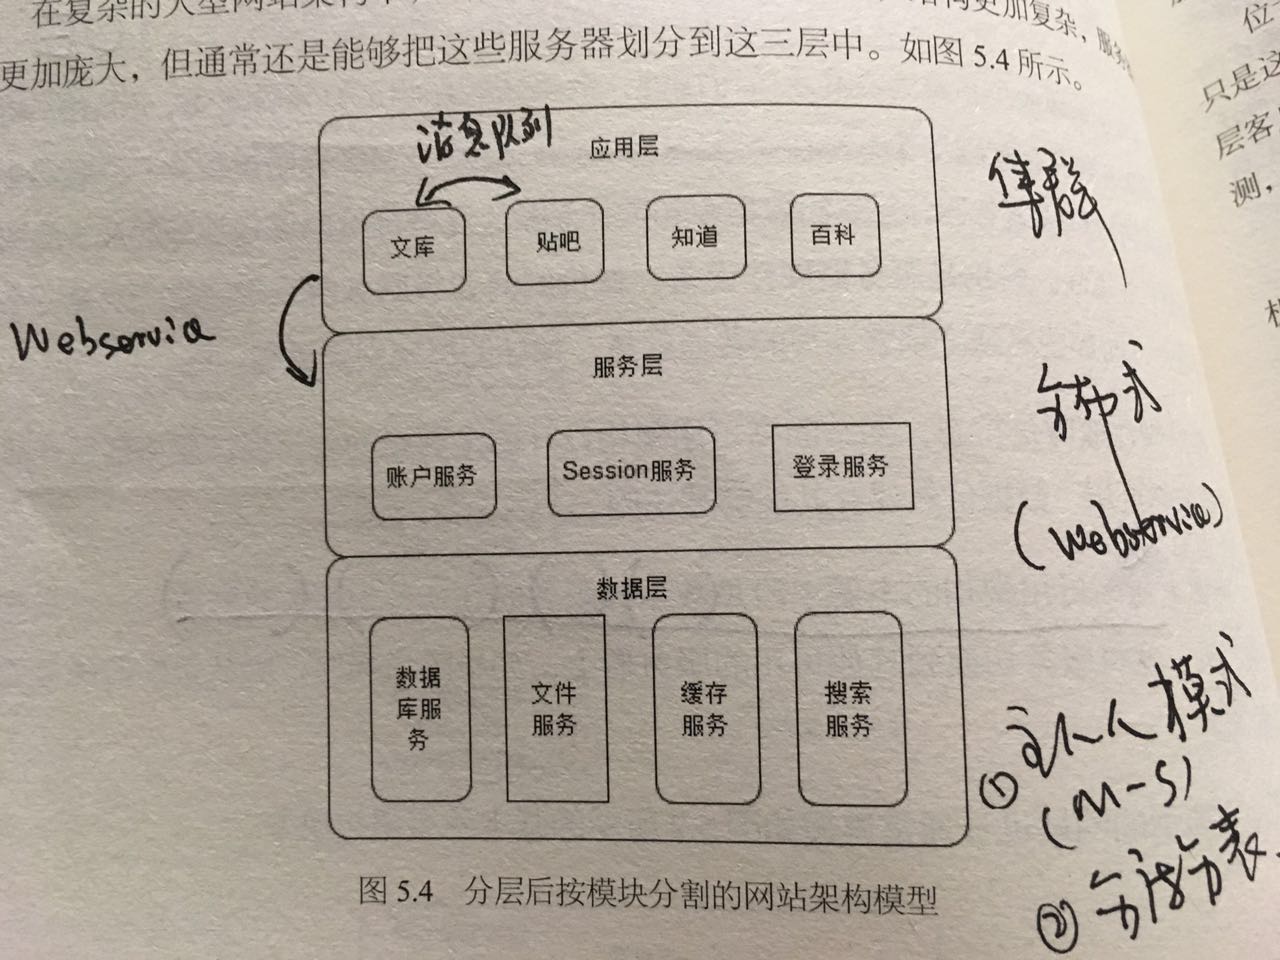 在复杂的大型网站架构中，
更加复杂，服务
更加庞大，但通常还是能够把这些服务器划分到这三层中。如图 5.4 所示。
消息队列
应用层
文库
贴吧
知道
百科
集群
Webservice
服务层
账户服务
Session服务
登录服务
分布式
(Webservice)
数据层
数据
库服
务
文件
服务
缓存
服务
搜索
服务
① 主从模式
(M-S)
② 分库分表.
图 5.4 分层后按模块分割的网站架构模型
位
只是这
层客
测，